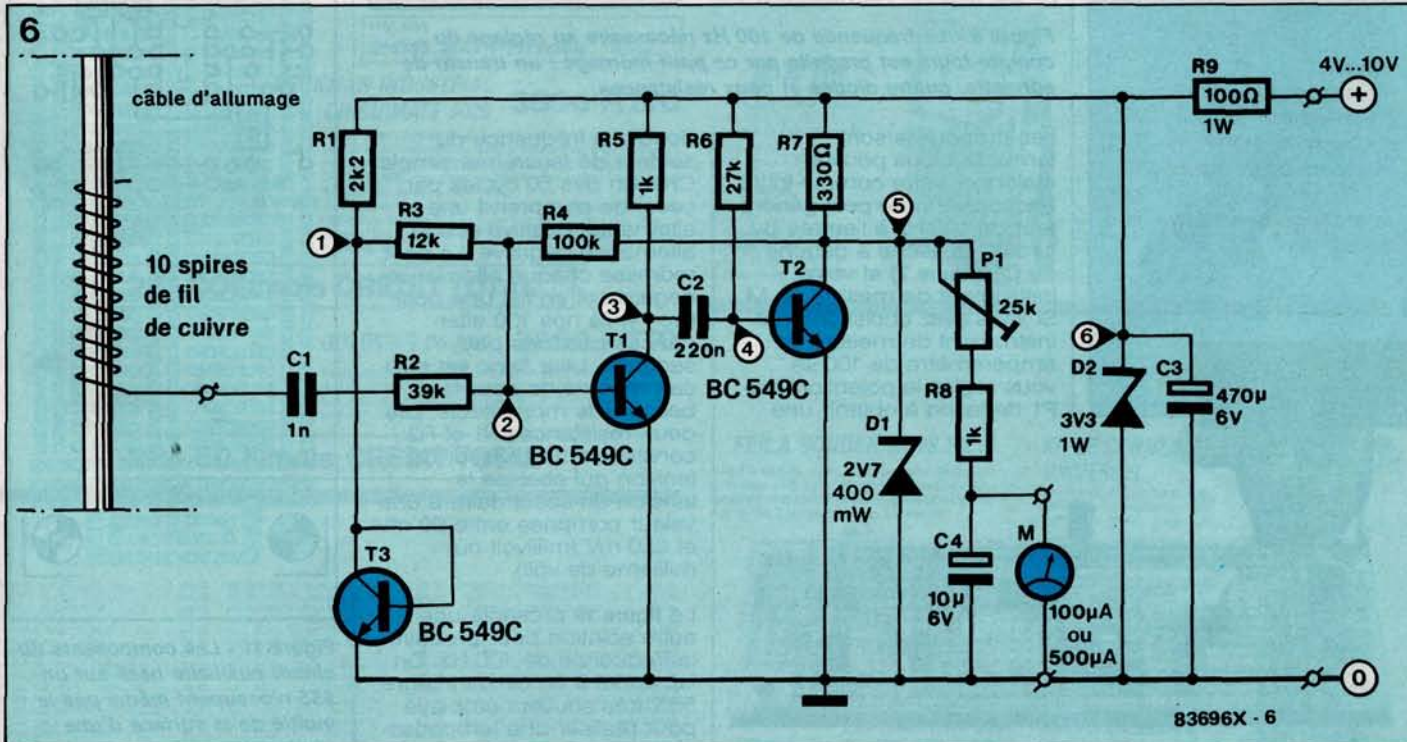 6
câble d'allumage
10 spires
de fil
de cuivre
R1
2k2
R5
1k
R6
27k
R7
330Ω
R9
100Ω
1W
4V...10V
+
1
R3
12k
R4
100k
5
P1
25k
3
C2
220n
4
T2
BC 549C
T1
BC 549C
C1
1n
R2
39k
2
D1
2V7
400
mW
R8
1k
6
D2
3V3
1W
C3
470µ
6V
C4
10µ
6V
M
100µA
ou
500µA
T3
BC 549C
0
83696X - 6